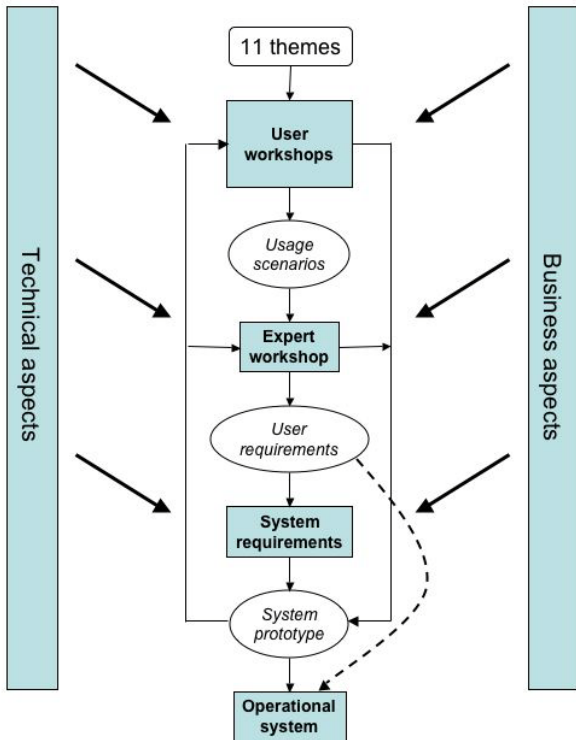 11 themes
User
workshops
Usage
scenarios
Technical aspects
Business aspects
Expert
workshop
User
requirements
System
requirements
System
prototype
Operational
system